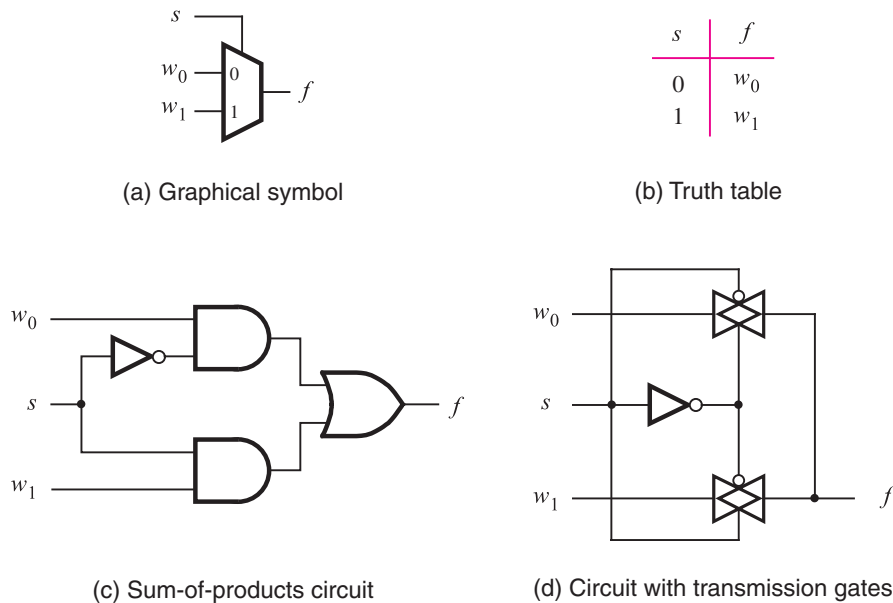 s
w0
0
w1
1
f
(a) Graphical symbol
s f
0 w0
1 w1
(b) Truth table
w0
s
w1
f
(c) Sum-of-products circuit
w0
s
w1
f
(d) Circuit with transmission gates